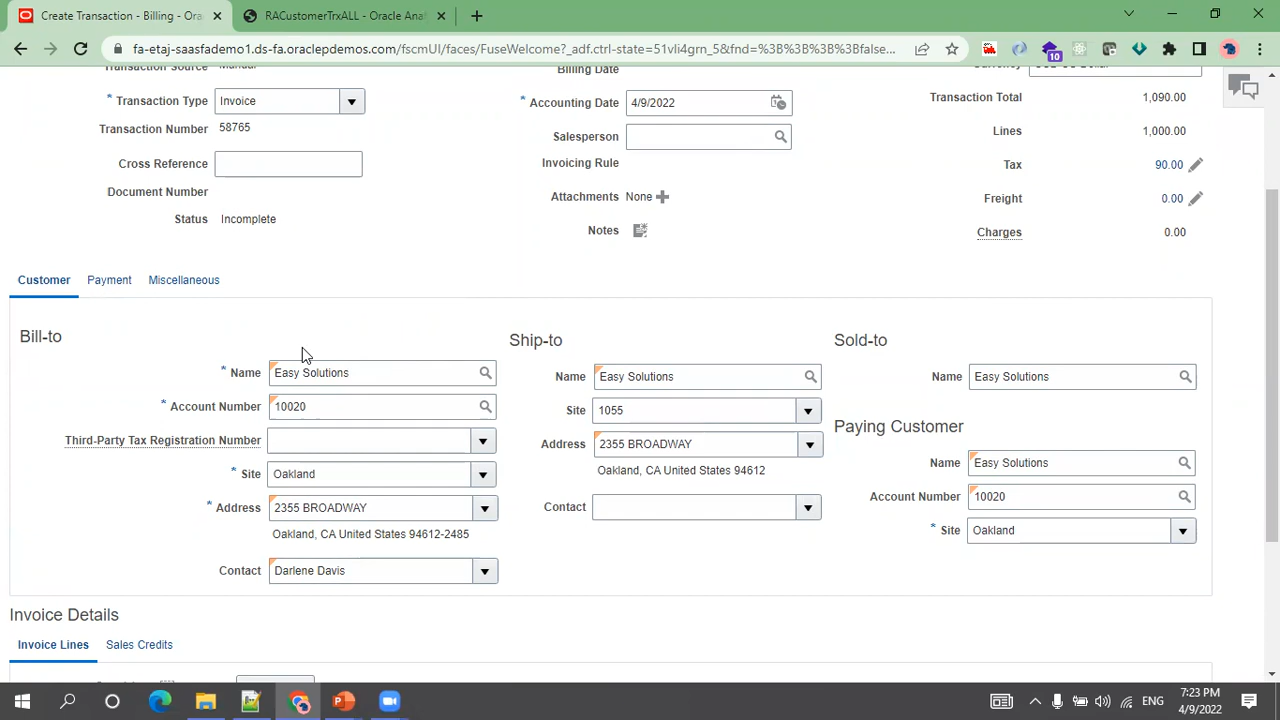 Create Transaction - Billing - Ora
RACustomerTrxALL - Oracle Ana
fa-etaj-saasfademo1.ds-fa.oraclepdemos.com/fscmUI/faces/FuseWelcome?_adf.ctrl-state=51vli4grn_5&fnd=%3B%3B%3B%3Bfalse...
10
Transaction Source Manual
Billing Date
Currency USD US Dollar
* Transaction Type Invoice
* Accounting Date 4/9/2022
Transaction Total 1,090.00
Transaction Number 58765
Salesperson
Lines 1,000.00
Cross Reference
Invoicing Rule
Tax 90.00
Document Number
Attachments None
Freight 0.00
Status Incomplete
Notes
Charges 0.00
Customer Payment Miscellaneous
Bill-to
* Name Easy Solutions
* Account Number 10020
Third-Party Tax Registration Number
* Site Oakland
* Address 2355 BROADWAY
Oakland, CA United States 94612-2485
Contact Darlene Davis
Ship-to
Name Easy Solutions
Site 1055
Address 2355 BROADWAY
Oakland, CA United States 94612
Contact
Sold-to
Name Easy Solutions
Paying Customer
Name Easy Solutions
Account Number 10020
* Site Oakland
Invoice Details
Invoice Lines Sales Credits
ENG
7:23 PM
4/9/2022